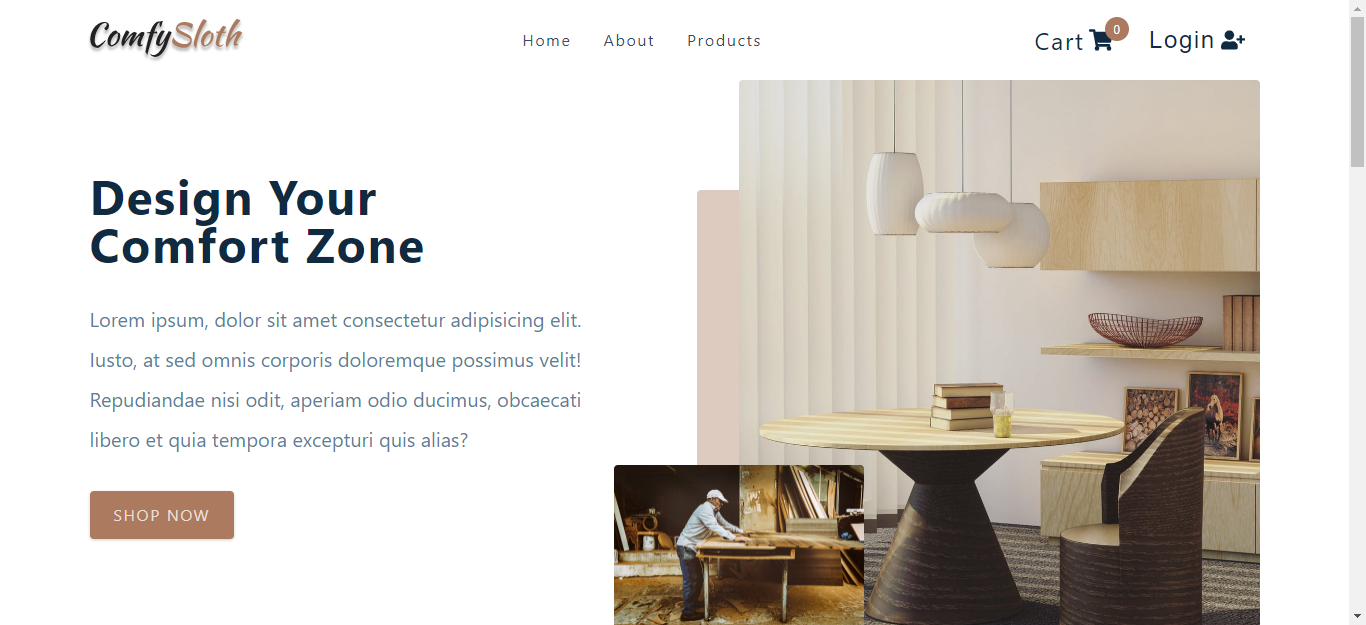 ComfySloth
Home About Products
Cart 0 Login
Design Your
Comfort Zone
Lorem ipsum, dolor sit amet consectetur adipisicing elit.
Iusto, at sed omnis corporis doloremque possimus velit!
Repudiandae nisi odit, aperiam odio ducimus, obcaecati
libero et quia tempora excepturi quis alias?
SHOP NOW